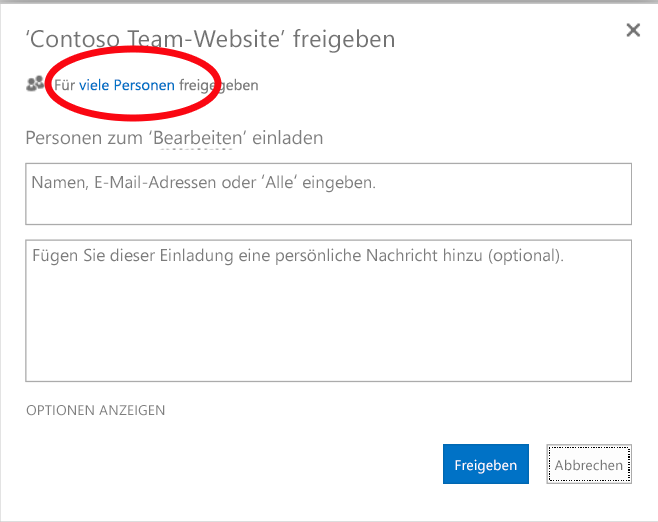 ‘Contoso Team-Website’ freigeben
Für viele Personen freigegeben
Personen zum ‘Bearbeiten’ einladen
Namen, E-Mail-Adressen oder ‘Alle’ eingeben.
Fügen Sie dieser Einladung eine persönliche Nachricht hinzu (optional).
OPTIONEN ANZEIGEN
Freigeben
Abbrechen